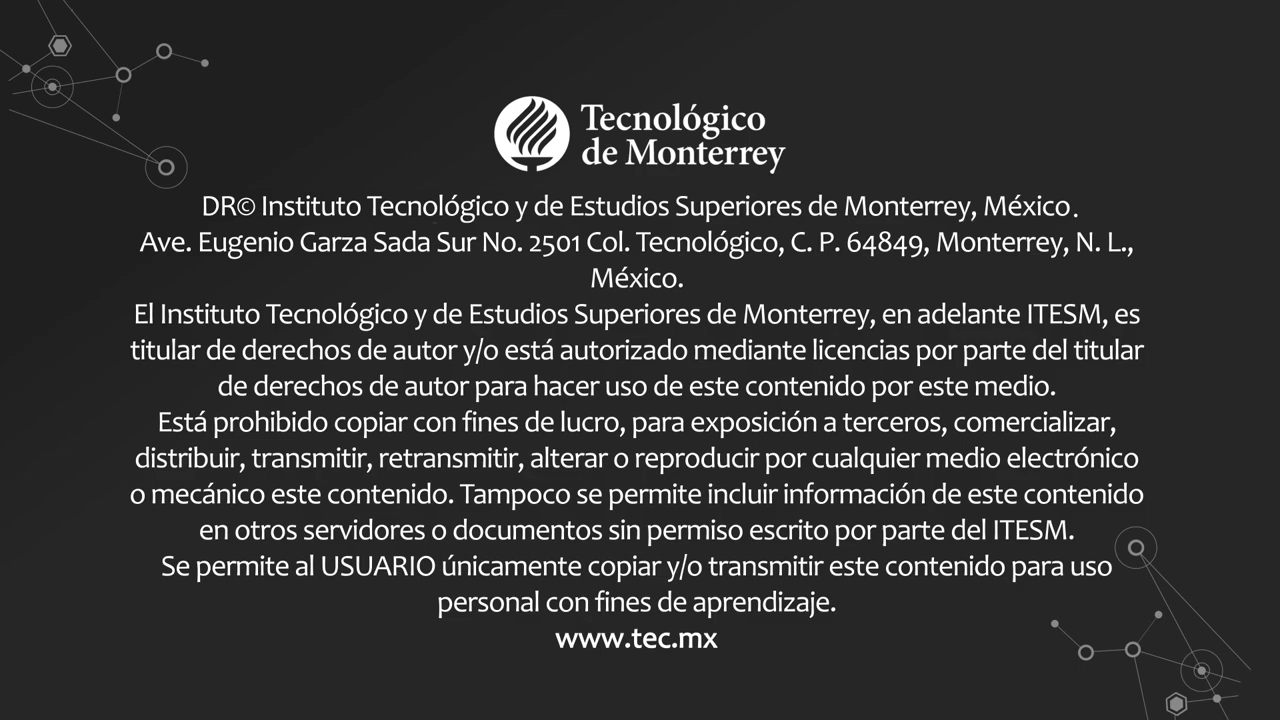 Tecnológico
de Monterrey
DR© Instituto Tecnológico y de Estudios Superiores de Monterrey, México.
Ave. Eugenio Garza Sada Sur No. 2501 Col. Tecnológico, C. P. 64849, Monterrey, N. L.,
México.
El Instituto Tecnológico y de Estudios Superiores de Monterrey, en adelante ITESM, es
titular de derechos de autor y/o está autorizado mediante licencias por parte del titular
de derechos de autor para hacer uso de este contenido por este medio.
Está prohibido copiar con fines de lucro, para exposición a terceros, comercializar,
distribuir, transmitir, retransmitir, alterar o reproducir por cualquier medio electrónico
o mecánico este contenido. Tampoco se permite incluir información de este contenido
en otros servidores o documentos sin permiso escrito por parte del ITESM.
Se permite al USUARIO únicamente copiar y/o transmitir este contenido para uso
personal con fines de aprendizaje.
www.tec.mx